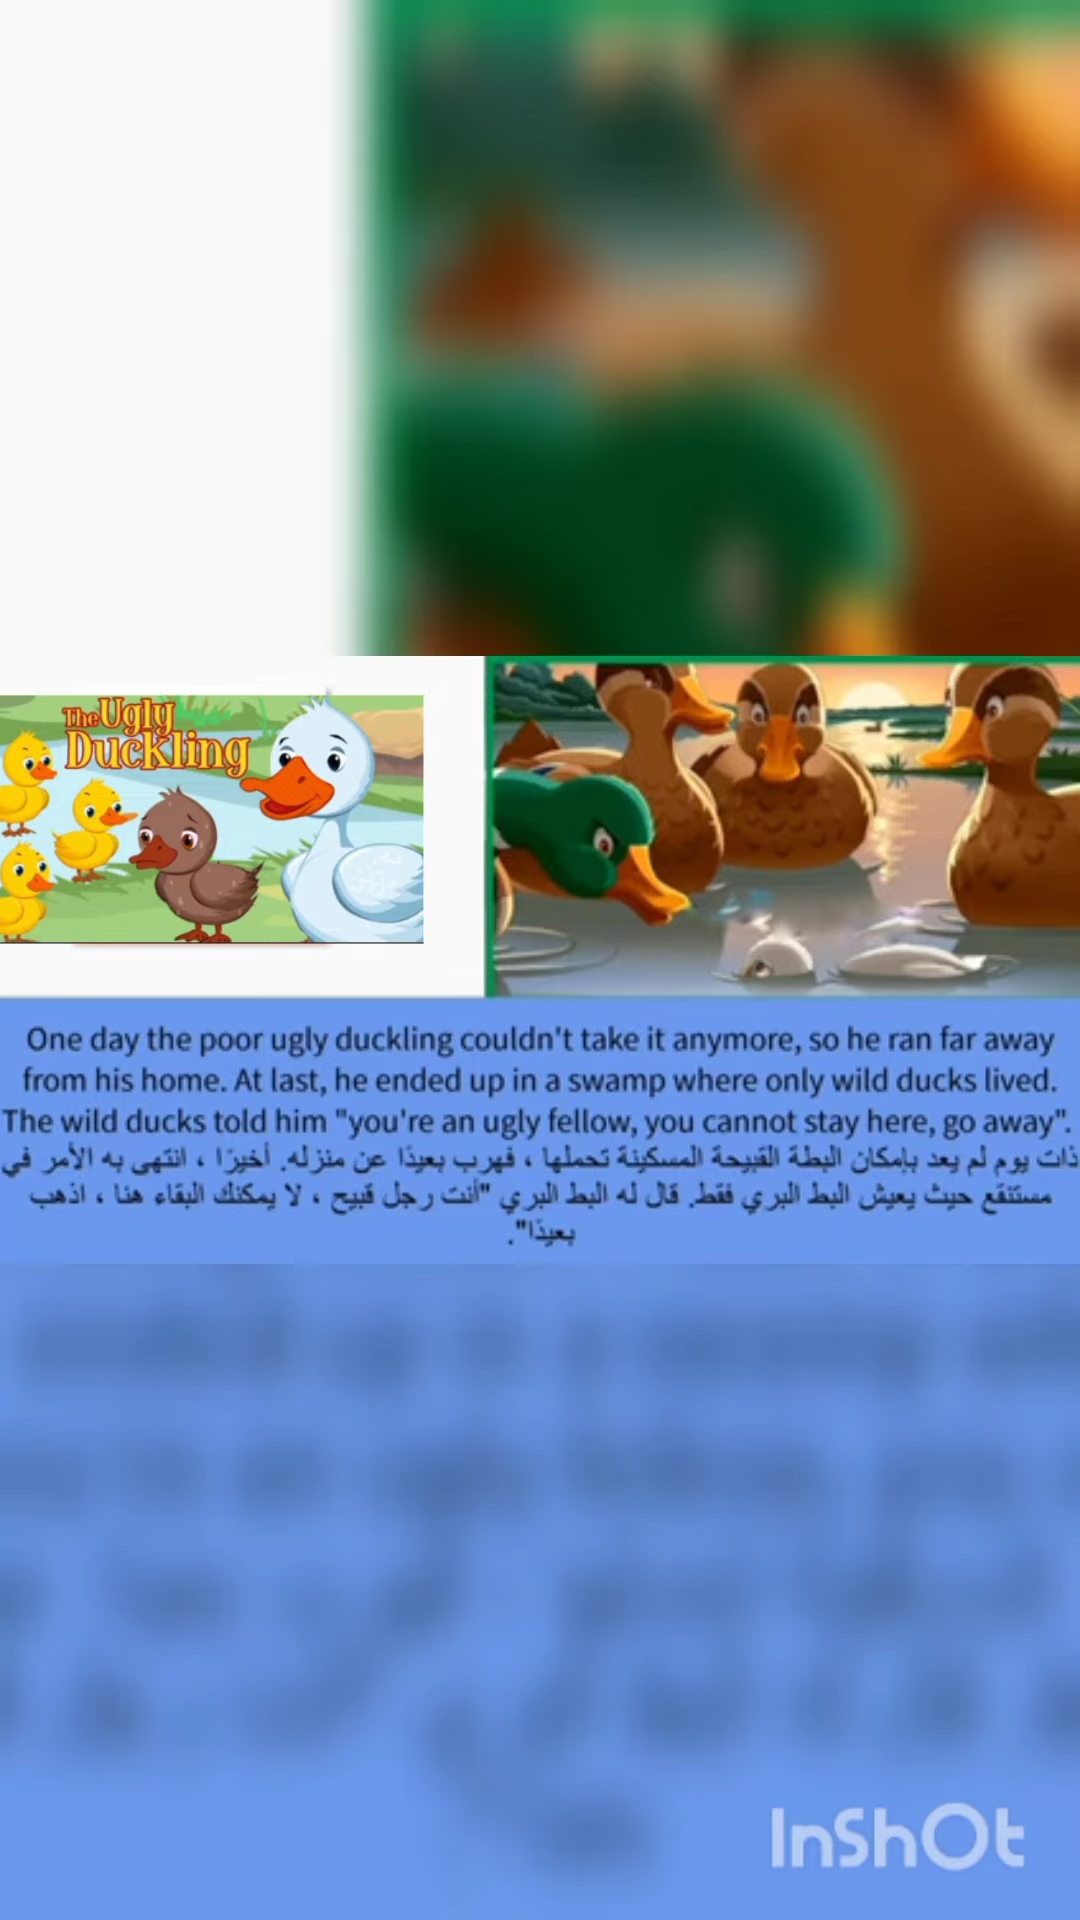 The Ugly
Duckling
One day the poor ugly duckling couldn't take it anymore, so he ran far away
from his home. At last, he ended up in a swamp where only wild ducks lived.
The wild ducks told him "you're an ugly fellow, you cannot stay here, go away".
ذات يوم لم يعد بإمكان البطة القبيحة المسكينة تحملها ، فهرب بعيدًا عن منزله. أخيرًا ، انتهى به الأمر في
مستنقع حيث يعيش البط البري فقط. قال له البط البري "أنت رجل قبيح ، لا يمكنك البقاء هنا ، اذهب
بعيدًا".
InShOt